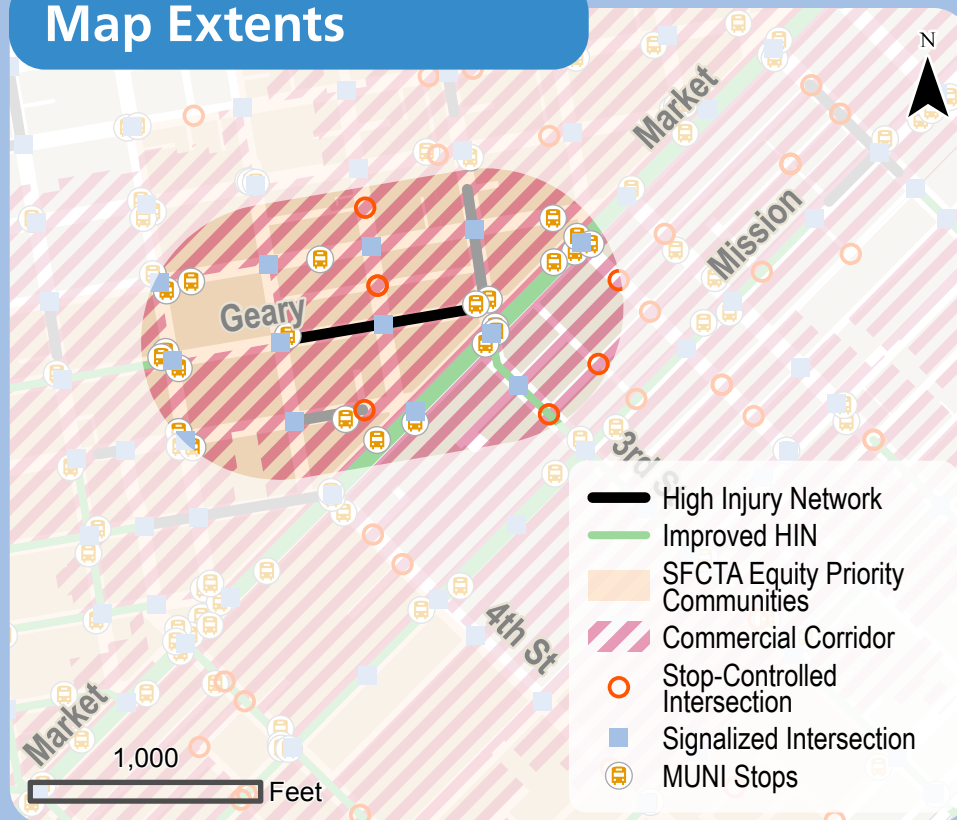 Map Extents
N
Market
Mission
Geary
3rd S
High Injury Network
Improved HIN
SFCTA Equity Priority
Communities
Commercial Corridor
4th St
Stop-Controlled
Intersection
Signalized Intersection
MUNI Stops
Market
1,000
Feet